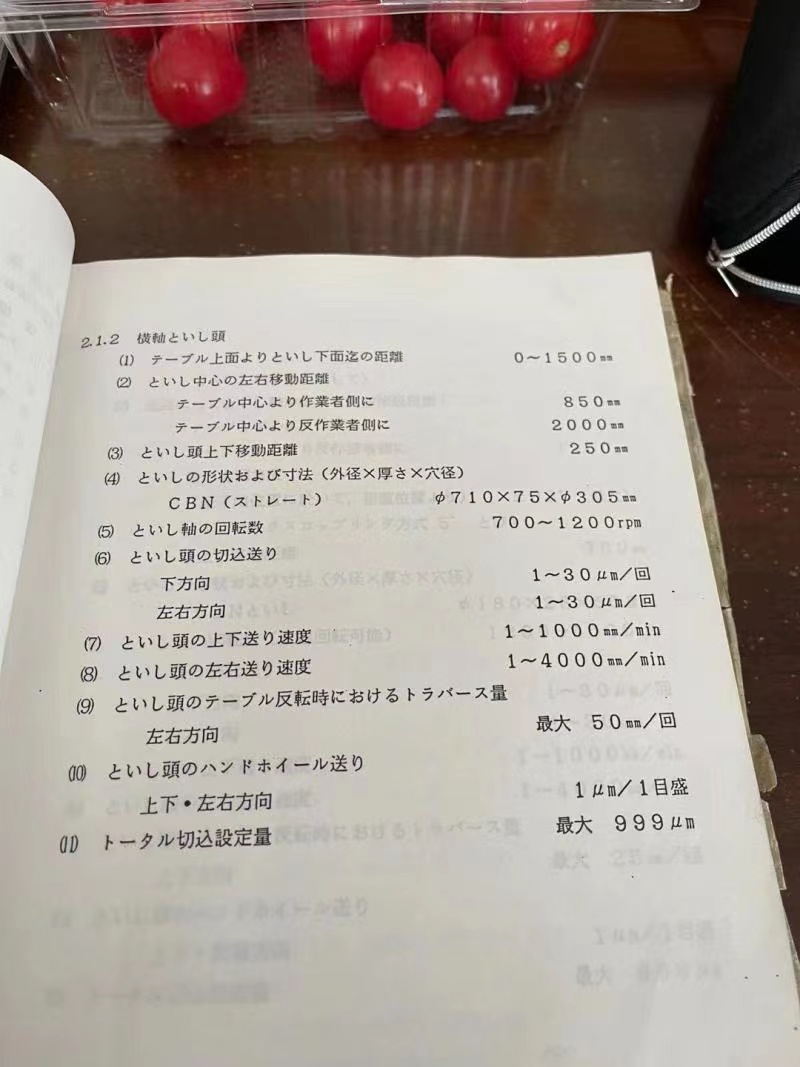 2.1.2 横軸といし頭
(1) テーブル上面よりといし下面迄の距離 0～1500mm
(2) といし中心の左右移動距離
テーブル中心より作業者側に 850mm
テーブル中心より反作業者側に 2000mm
(3) といし頭上下移動距離 250mm
(4) といしの形状および寸法（外径×厚さ×穴径）
CBN（ストレート） φ710×75×φ305mm
(5) といし軸の回転数 700～1200rpm
(6) といし頭の切込送り
下方向 1～30μm／回
左右方向 1～30μm／回
(7) といし頭の上下送り速度 1～1000mm/min
(8) といし頭の左右送り速度 1～4000mm/min
(9) といし頭のテーブル反転時におけるトラバース量
左右方向 最大 50mm／回
(10) といし頭のハンドホイール送り
上下・左右方向 1μm／1目盛
(11) トータル切込設定量 最大 999μm